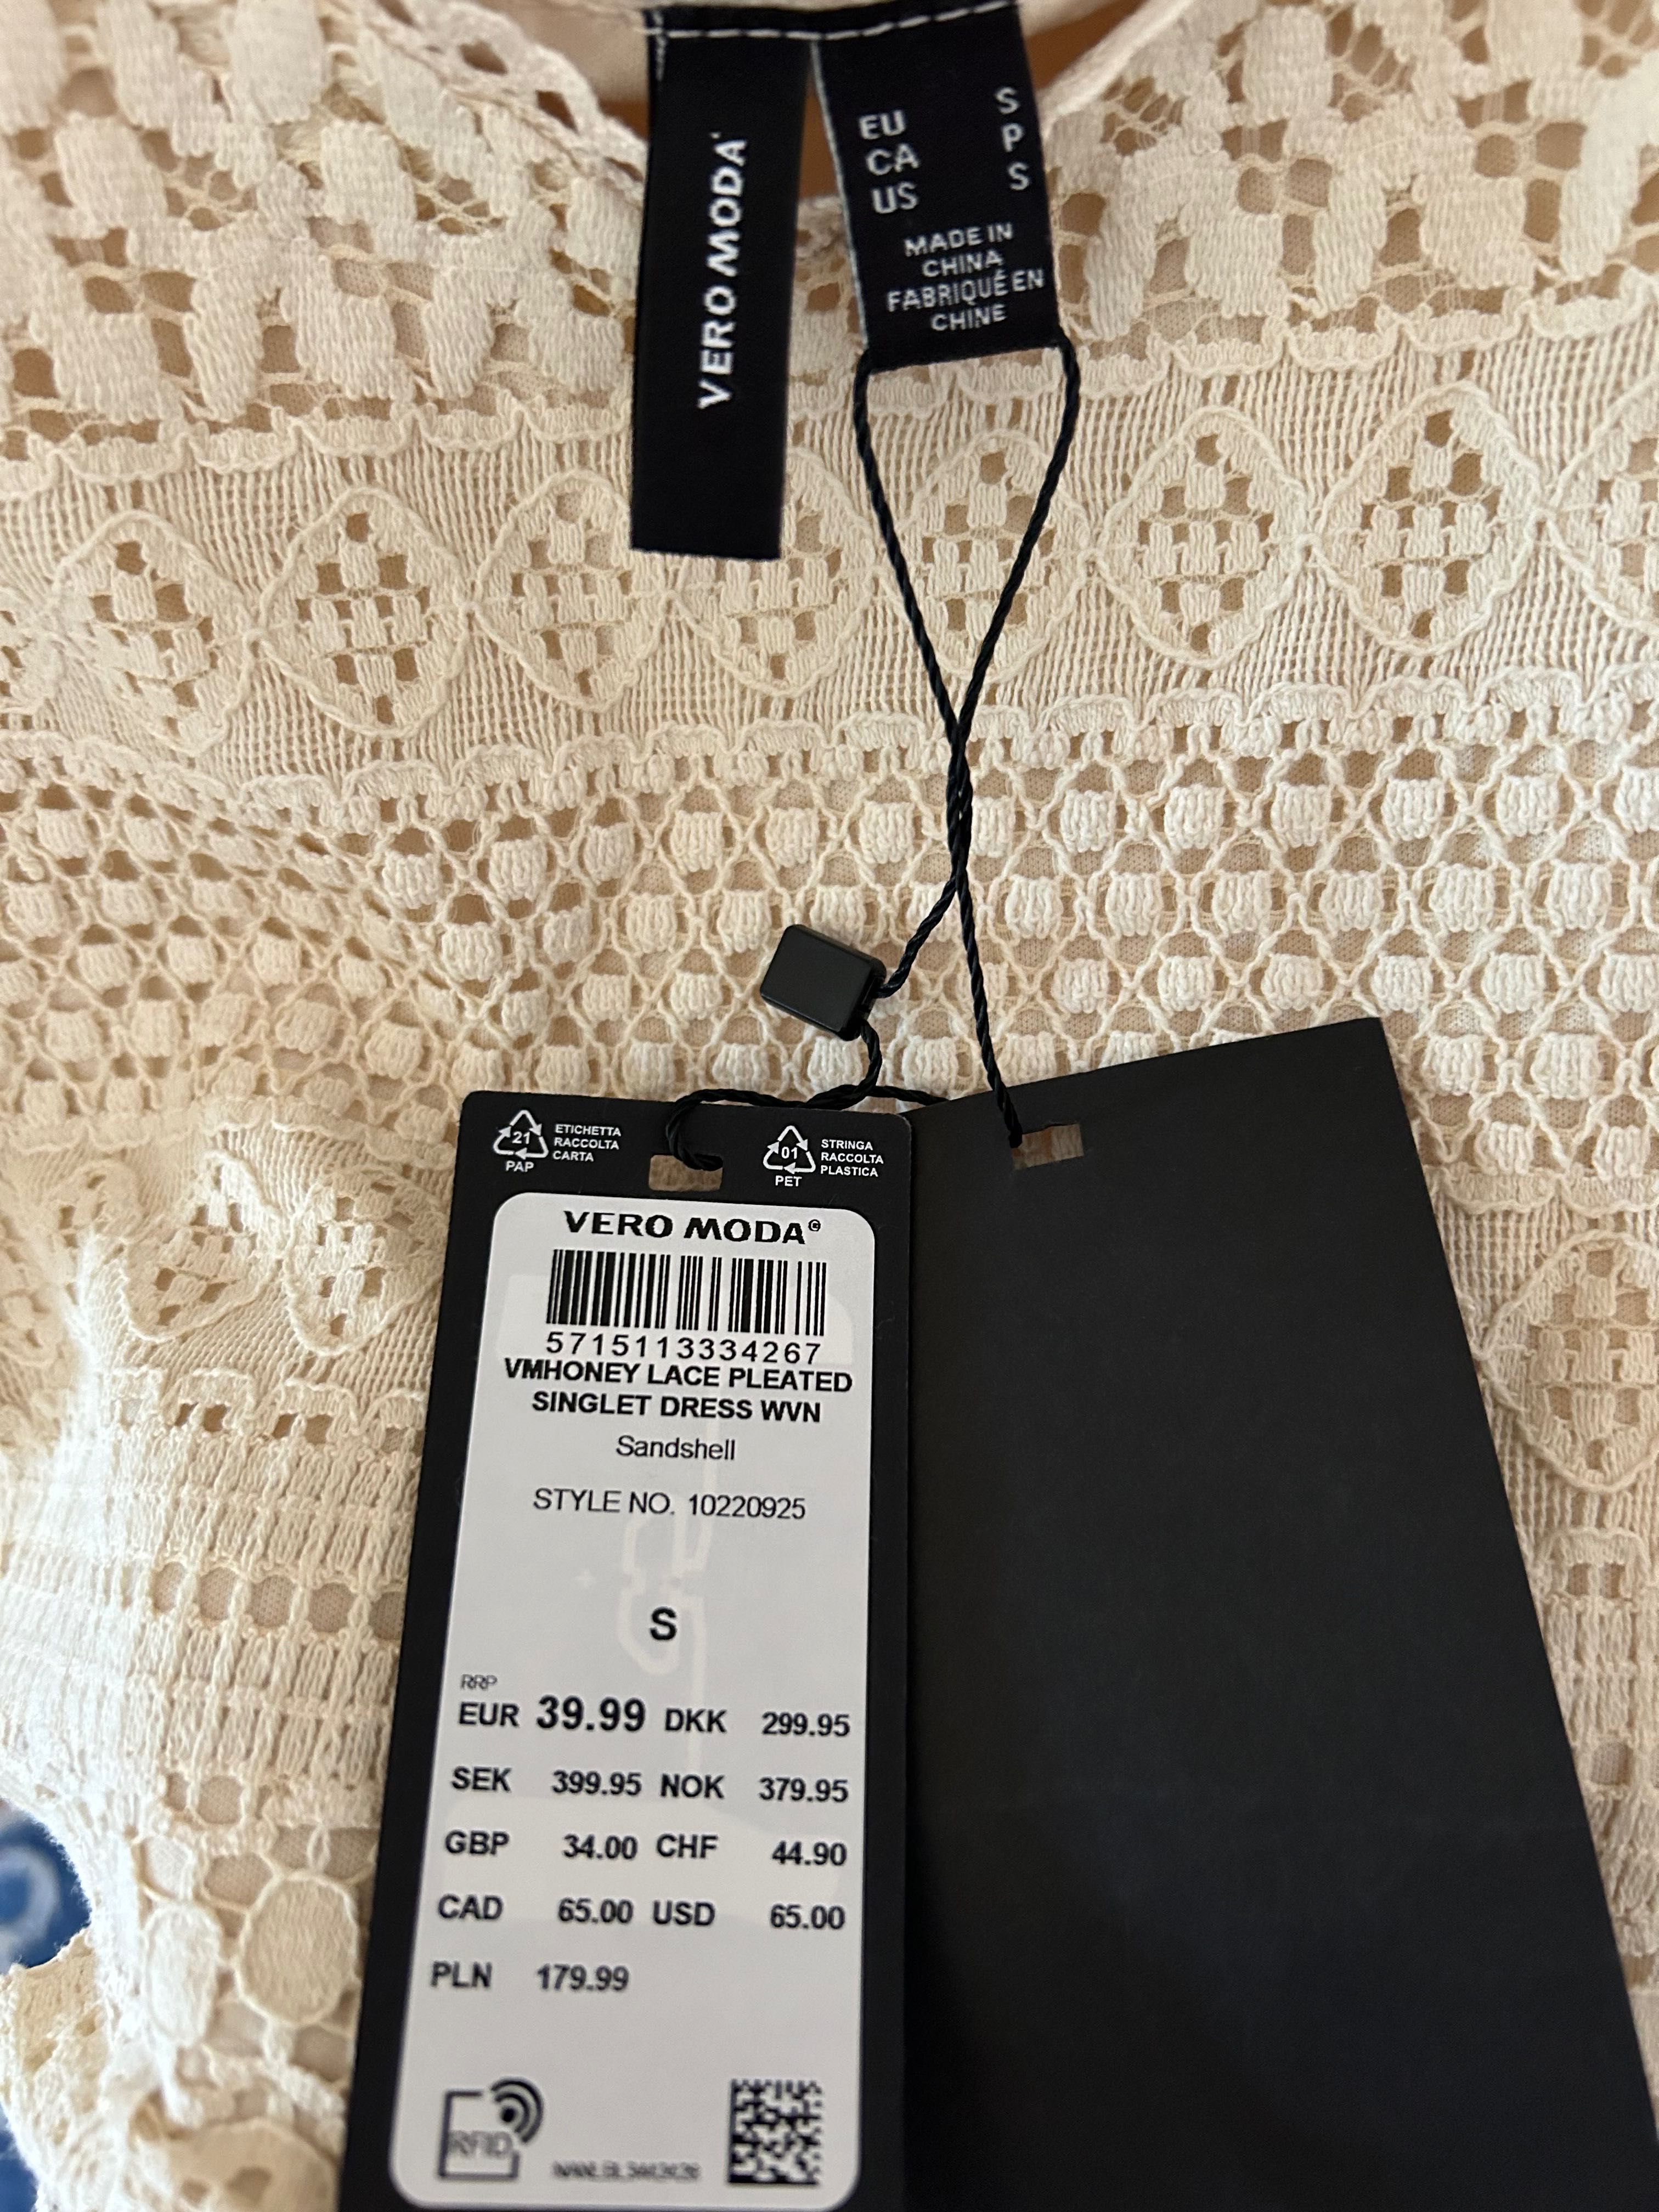 VERO MODA
EU S
CA P
US S
MADE IN
CHINA
FABRIQUÉ EN
CHINE
21
PAP
ETICHETTA
RACCOLTA
CARTA
01
PET
STRINGA
RACCOLTA
PLASTICA
VERO MODA®
5715113334267
VMHONEY LACE PLEATED
SINGLET DRESS WVN
Sandshell
STYLE NO. 10220925
S
RRP
EUR 39.99 DKK 299.95
SEK 399.95 NOK 379.95
GBP 34.00 CHF 44.90
CAD 65.00 USD 65.00
PLN 179.99
RFID